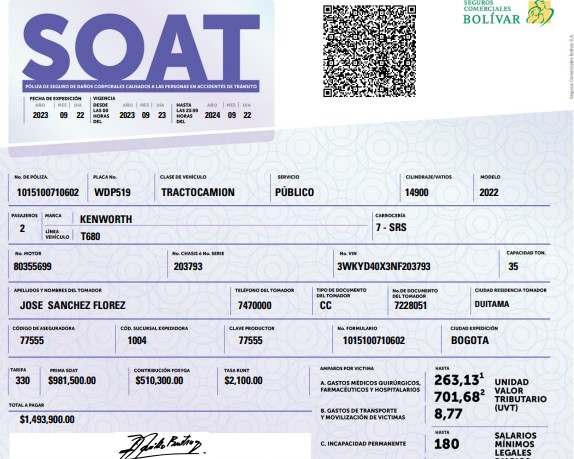 SOAT
SEGUROS
COMERCIALES
BOLÍVAR
PÓLIZA DE SEGURO DE DAÑOS CORPORALES CAUSADOS A LAS PERSONAS EN ACCIDENTES DE TRÁNSITO
FECHA DE EXPEDICIÓN VIGENCIA
AÑO MES DÍA DESDE LAS 00 HORAS DEL AÑO MES DÍA HASTA LAS 23:59 HORAS DEL AÑO MES DÍA
2023 09 22 2023 09 23 2024 09 22
Seguros Comerciales Bolívar S.A.
No. DE PÓLIZA. PLACA No. CLASE DE VEHÍCULO SERVICIO CILINDRAJE/VATIOS MODELO
1015100710602 WDP519 TRACTOCAMION PÚBLICO 14900 2022
PASAJEROS MARCA CARROCERÍA
2 KENWORTH 7 - SRS
LÍNEA VEHÍCULO T680
No. MOTOR No. CHASIS ó No. SERIE No. VIN CAPACIDAD TON.
80355699 203793 3WKYD40X3NF203793 35
APELLIDOS Y NOMBRES DEL TOMADOR TELÉFONO DEL TOMADOR TIPO DE DOCUMENTO DEL TOMADOR No. DE DOCUMENTO DEL TOMADOR CIUDAD RESIDENCIA TOMADOR
JOSE SANCHEZ FLOREZ 7470000 CC 7228051 DUITAMA
CÓDIGO DE ASEGURADORA CÓD. SUCURSAL EXPEDIDORA CLAVE PRODUCTOR No. FORMULARIO CIUDAD EXPEDICIÓN
77555 1004 77555 1015100710602 BOGOTA
TARIFA PRIMA SOAT CONTRIBUCIÓN FOSYGA TASA RUNT AMPAROS POR VICTIMA HASTA
330 $981,500.00 $510,300.00 $2,100.00
A. GASTOS MÉDICOS QUIRÚRGICOS, FARMACÉUTICOS Y HOSPITALARIOS
263,13¹
701,68²
B. GASTOS DE TRANSPORTE Y MOVILIZACIÓN DE VICTIMAS
8,77
UNIDAD VALOR TRIBUTARIO (UVT)
TOTAL A PAGAR
$1,493,900.00
HASTA
C. INCAPACIDAD PERMANENTE 180 SALARIOS MÍNIMOS LEGALES